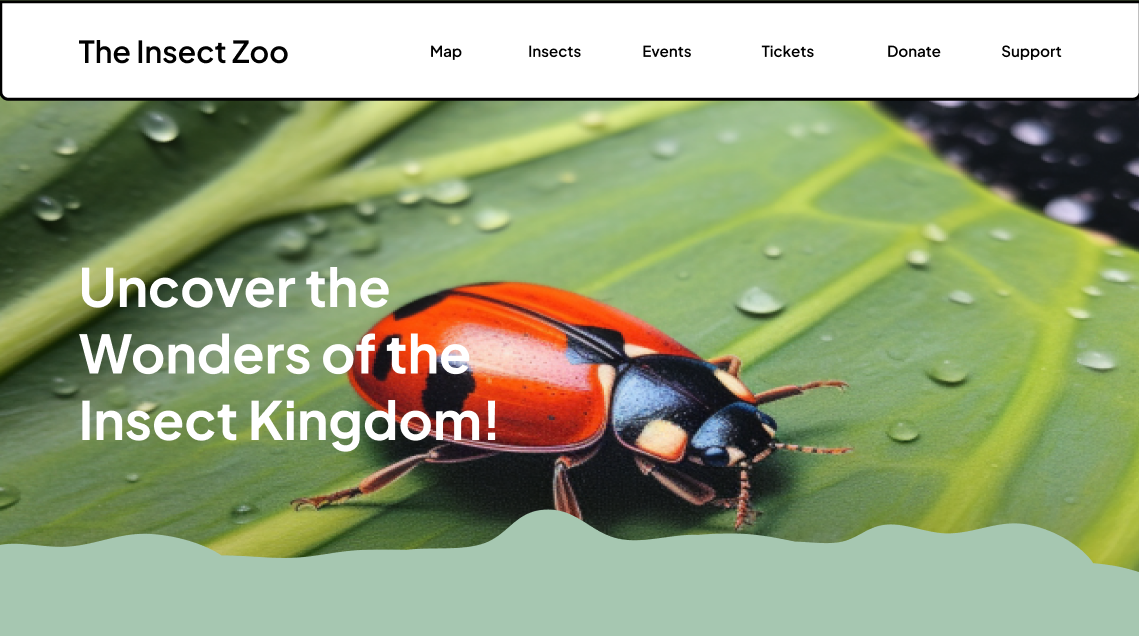 The Insect Zoo
Map Insects Events Tickets Donate Support
Uncover the
Wonders of the
Insect Kingdom!